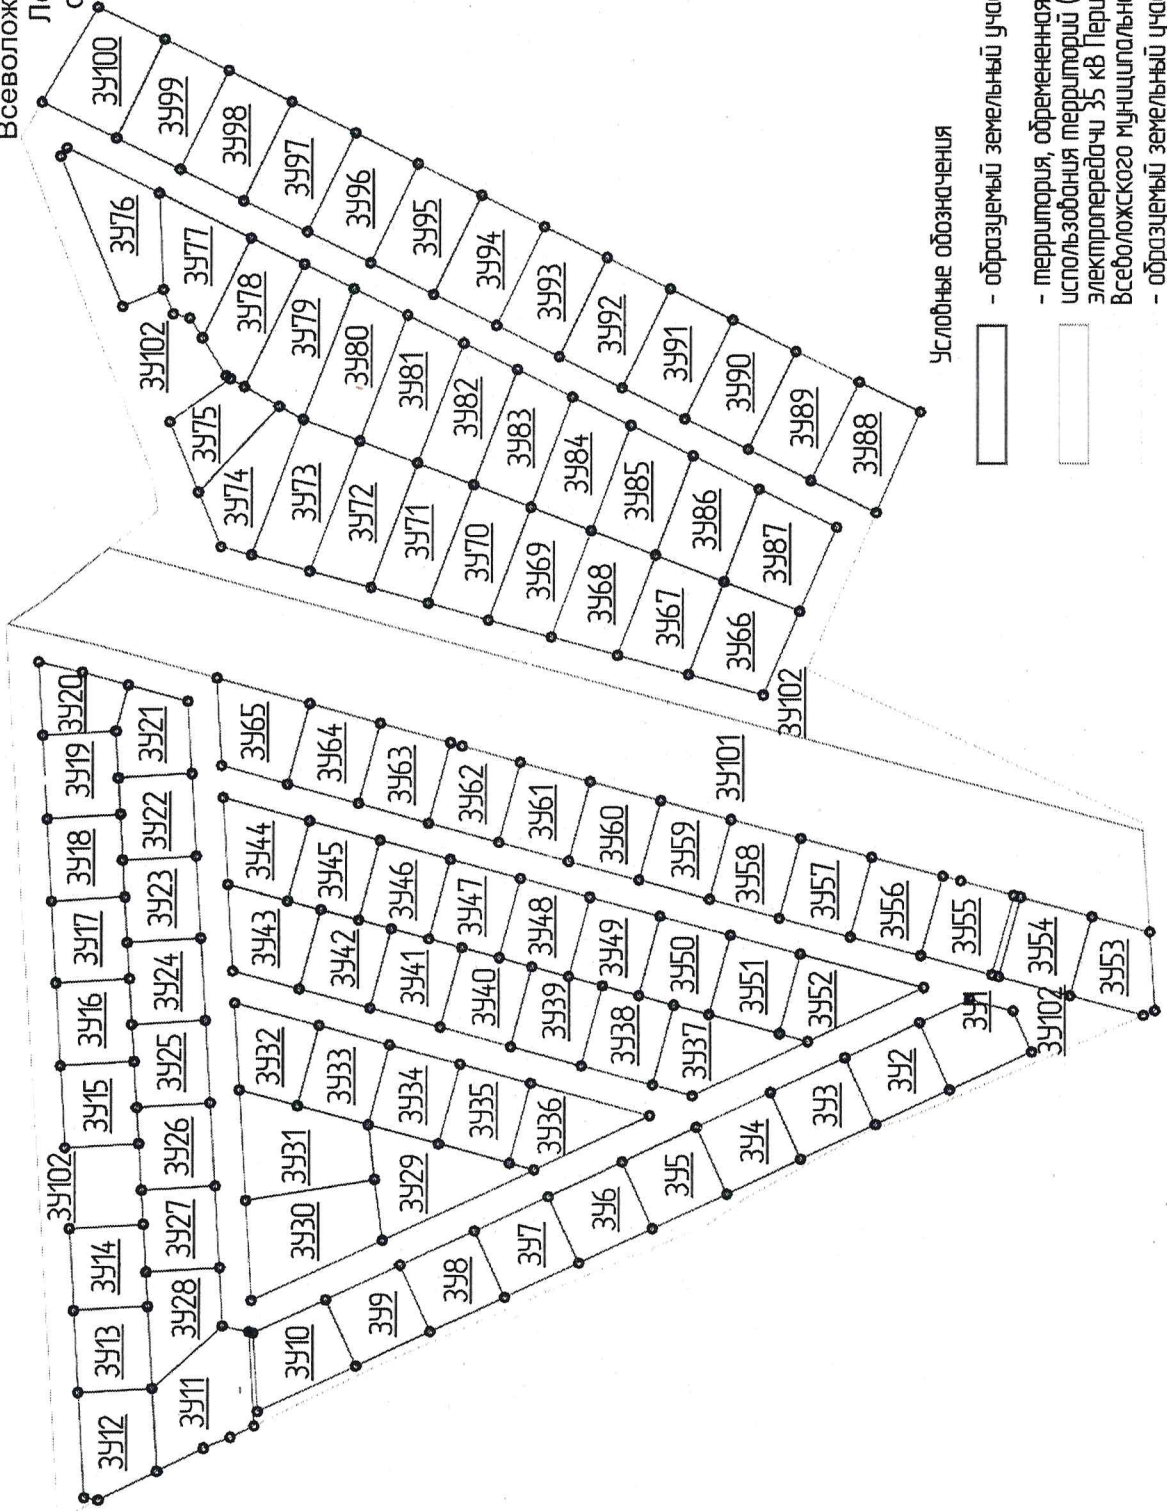 Всеволож
Ле
ЗУ100
ЗУ99
ЗУ98
ЗУ97
ЗУ96
ЗУ95
ЗУ94
ЗУ93
ЗУ92
ЗУ91
ЗУ90
ЗУ89
ЗУ88
ЗУ76
ЗУ77
ЗУ78
ЗУ79
ЗУ80
ЗУ81
ЗУ82
ЗУ83
ЗУ84
ЗУ85
ЗУ86
ЗУ87
ЗУ102
ЗУ75
ЗУ74
ЗУ73
ЗУ72
ЗУ71
ЗУ70
ЗУ69
ЗУ68
ЗУ67
ЗУ66
ЗУ102
ЗУ101
ЗУ20
ЗУ21
ЗУ19
ЗУ22
ЗУ18
ЗУ23
ЗУ17
ЗУ24
ЗУ16
ЗУ25
ЗУ15
ЗУ26
ЗУ102
ЗУ27
ЗУ14
ЗУ28
ЗУ13
ЗУ12
ЗУ11
ЗУ65
ЗУ64
ЗУ63
ЗУ62
ЗУ61
ЗУ60
ЗУ59
ЗУ58
ЗУ57
ЗУ56
ЗУ55
ЗУ54
ЗУ53
ЗУ44
ЗУ45
ЗУ46
ЗУ47
ЗУ48
ЗУ49
ЗУ50
ЗУ51
ЗУ52
ЗУ43
ЗУ42
ЗУ41
ЗУ40
ЗУ39
ЗУ38
ЗУ37
ЗУ32
ЗУ33
ЗУ34
ЗУ35
ЗУ36
ЗУ31
ЗУ30
ЗУ29
ЗУ1
ЗУ102
ЗУ2
ЗУ3
ЗУ4
ЗУ5
ЗУ6
ЗУ7
ЗУ8
ЗУ9
ЗУ10
Условные обозначения
- образуемый земельный учас
- территория, обремененная
использования территорий (
электропередачи 35 кВ Пери
Всеволожского муниципально
- образуемый земельный учас